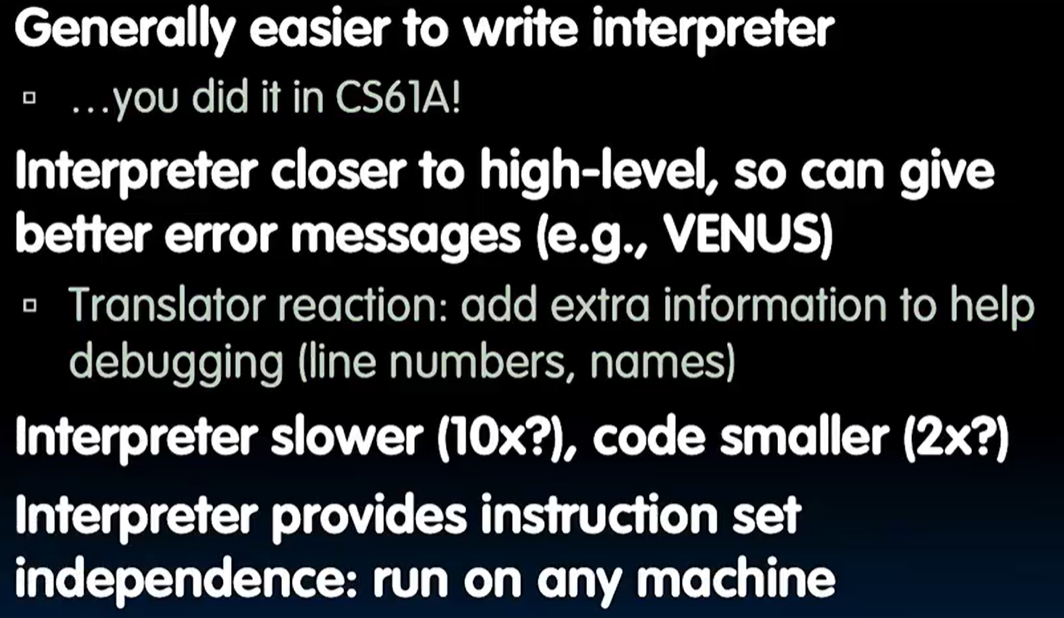 Generally easier to write interpreter
▫ ...you did it in CS61A!
Interpreter closer to high-level, so can give
better error messages (e.g., VENUS)
▫ Translator reaction: add extra information to help
debugging (line numbers, names)
Interpreter slower (10x?), code smaller (2x?)
Interpreter provides instruction set
independence: run on any machine